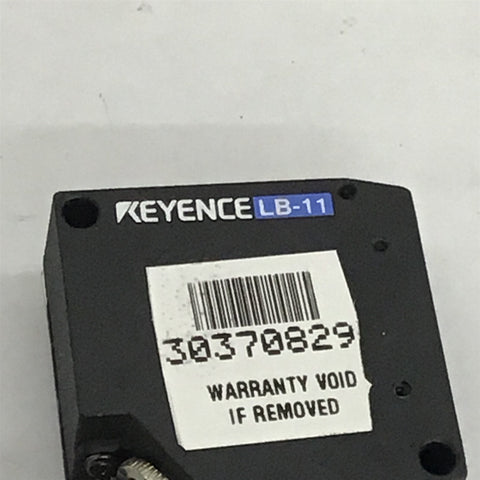 KEYENCE LB-11
30370829
WARRANTY VOID
IF REMOVED